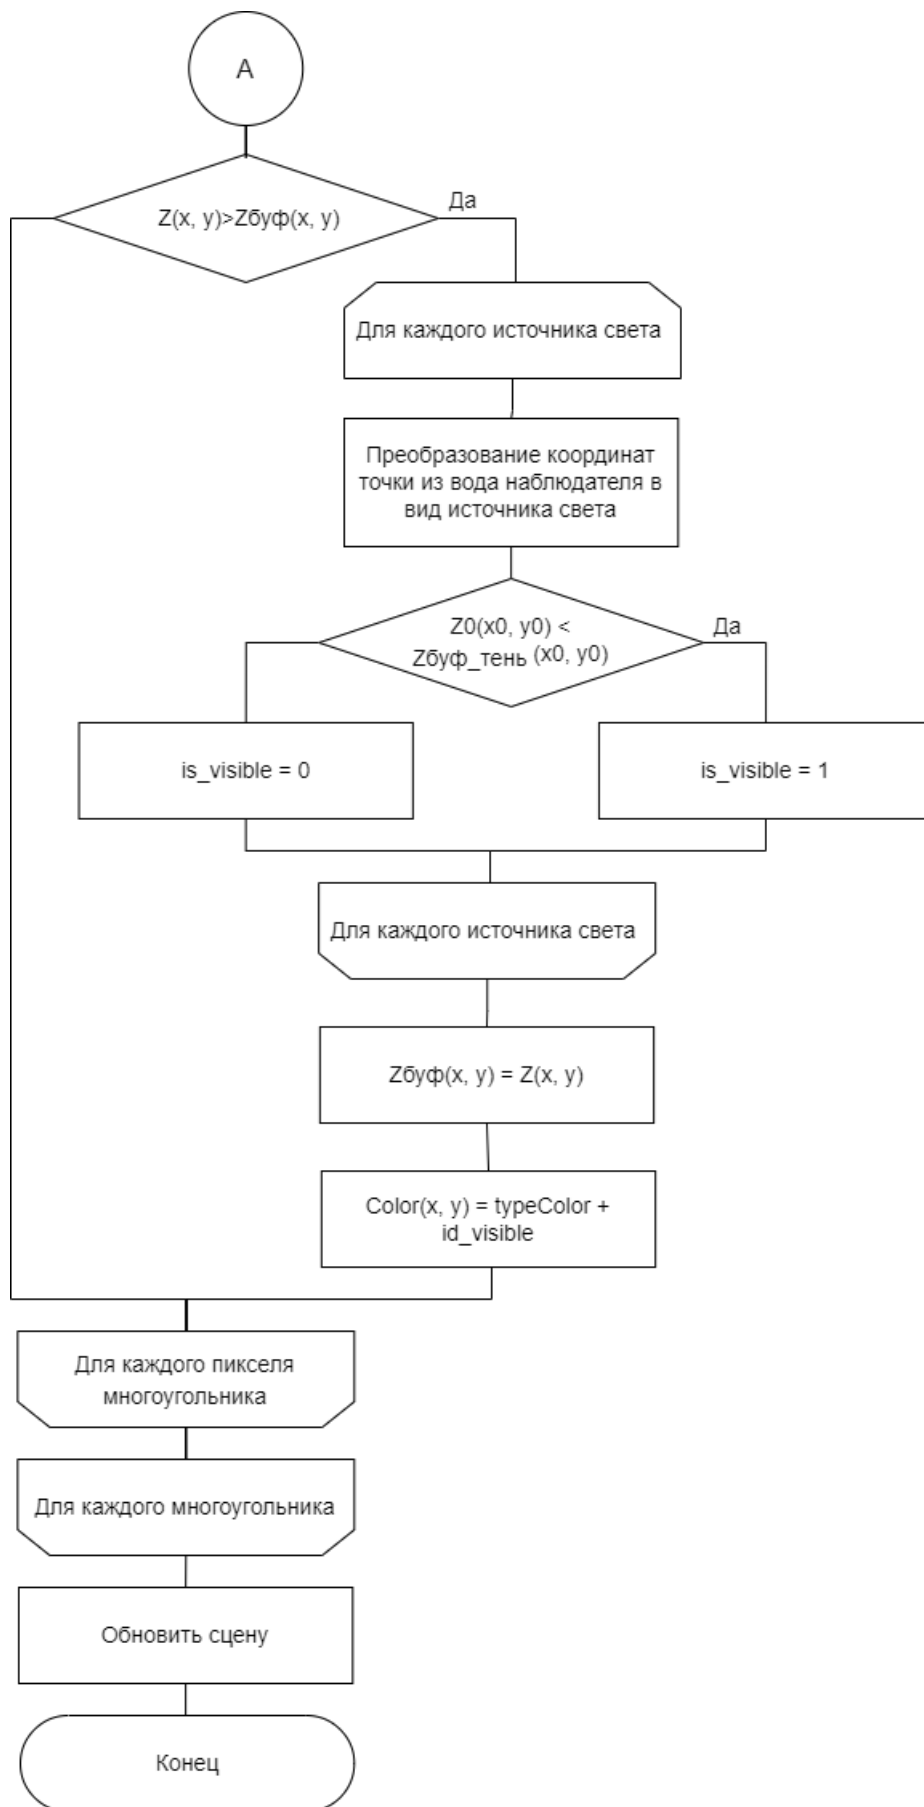 A
Z(x, y)>Zбуф(x, y)
Да
Для каждого источника света
Преобразование координат
точки из вода наблюдателя в
вид источника света
Z0(x0, y0) <
Zбуф_тень (x0, y0)
Да
is_visible = 0
is_visible = 1
Для каждого источника света
Zбуф(x, y) = Z(x, y)
Color(x, y) = typeColor +
id_visible
Для каждого пикселя
многоугольника
Для каждого многоугольника
Обновить сцену
Конец